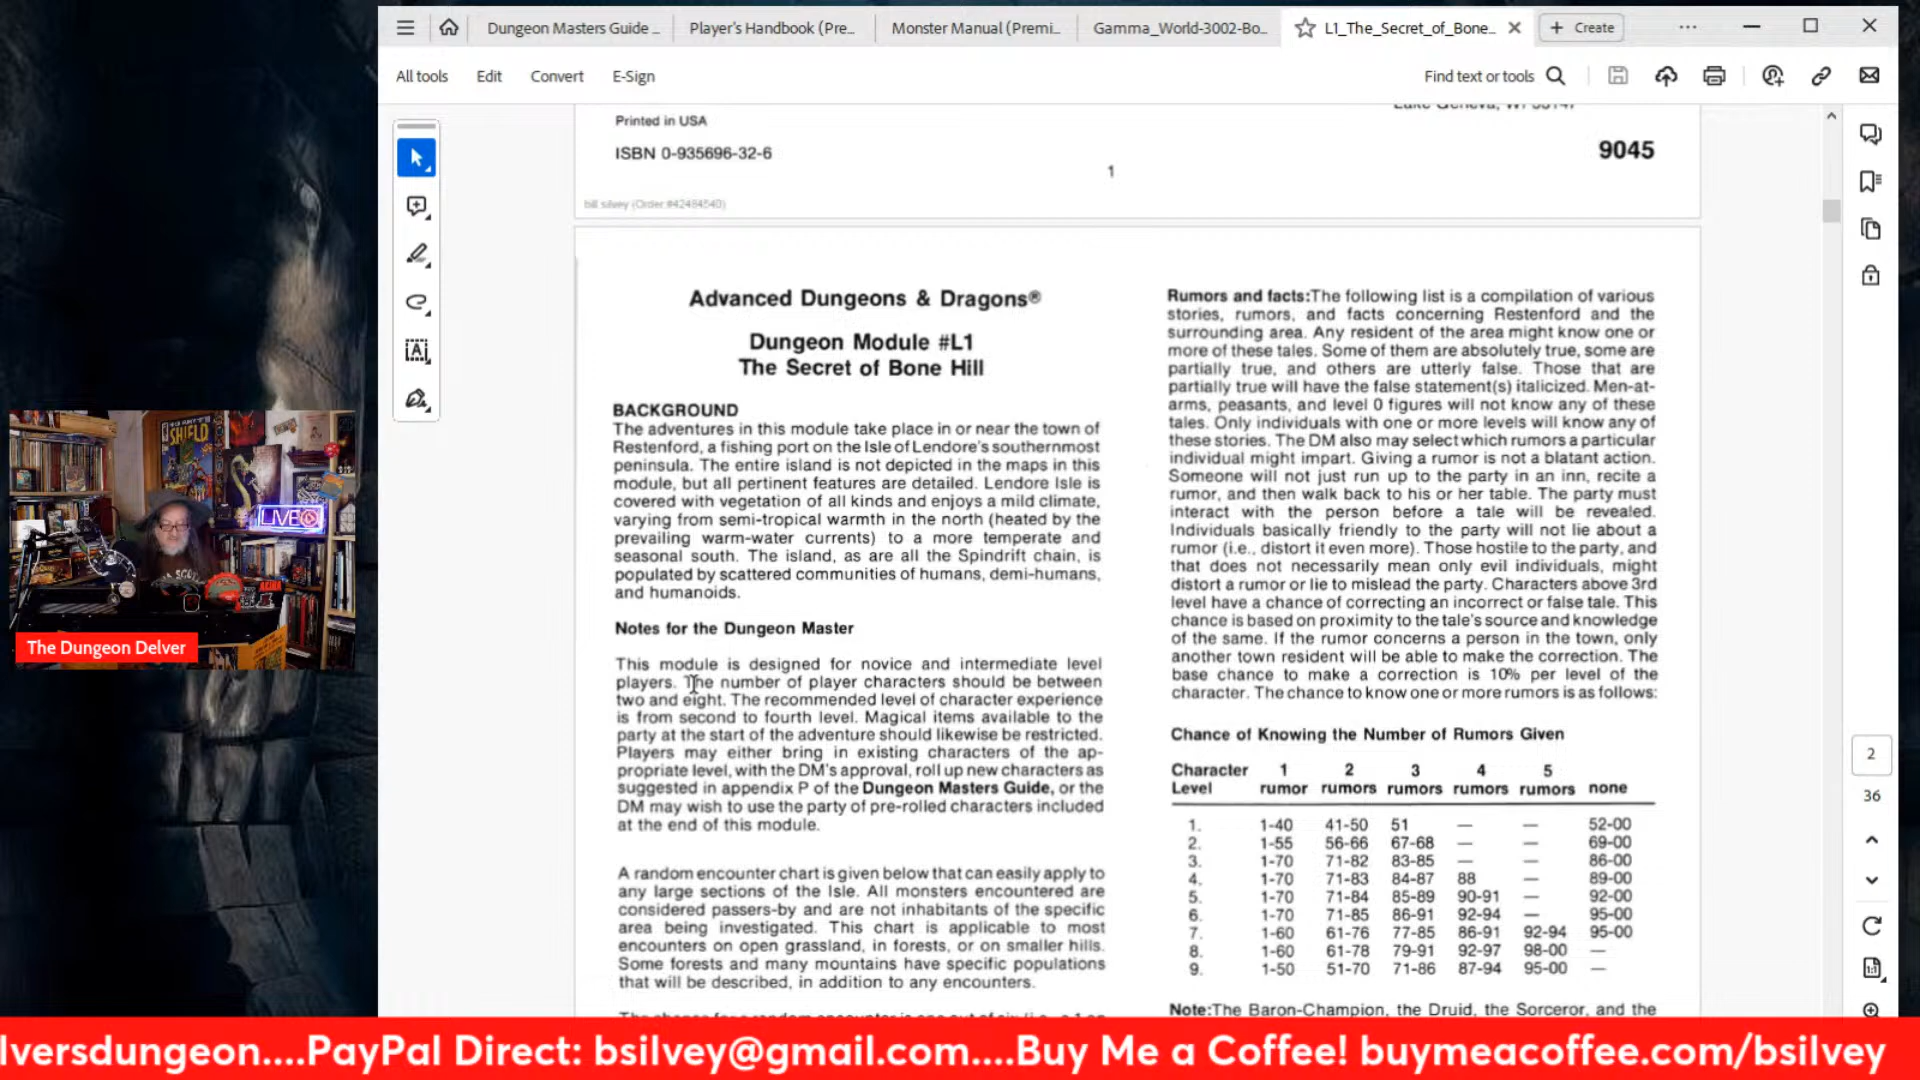 Dungeon Masters Guide ..
Player's Handbook (Pre...
Monster Manual (Premi...
Gamma_World-3002-Bo...
L1_The_Secret_of_Bone...
Create
All tools
Edit
Convert
E-Sign
Find text or tools
Printed in USA
ISBN 0-935696-32-6
9045
1
bill silvey (Order #42484540)
Advanced Dungeons & Dragons®
Dungeon Module #L1
The Secret of Bone Hill
BACKGROUND
The adventures in this module take place in or near the town of
Restenford, a fishing port on the Isle of Lendore's southernmost
peninsula. The entire island is not depicted in the maps in this
module, but all pertinent features are detailed. Lendore Isle is
covered with vegetation of all kinds and enjoys a mild climate,
varying from semi-tropical warmth in the north (heated by the
prevailing warm-water currents) to a more temperate and
seasonal south. The island, as are all the Spindrift chain, is
populated by scattered communities of humans, demi-humans,
and humanoids.
Notes for the Dungeon Master
This module is designed for novice and intermediate level
players. The number of player characters should be between
two and eight. The recommended level of character experience
is from second to fourth level. Magical items available to the
party at the start of the adventure should likewise be restricted.
Players may either bring in existing characters of the ap-
propriate level, with the DM's approval, roll up new characters as
suggested in appendix P of the Dungeon Masters Guide, or the
DM may wish to use the party of pre-rolled characters included
at the end of this module.
A random encounter chart is given below that can easily apply to
any large sections of the Isle. All monsters encountered are
considered passers-by and are not inhabitants of the specific
area being investigated. This chart is applicable to most
encounters on open grassland, in forests, or on smaller hills.
Some forests and many mountains have specific populations
that will be described, in addition to any encounters.
Rumors and facts:The following list is a compilation of various
stories, rumors, and facts concerning Restenford and the
surrounding area. Any resident of the area might know one or
more of these tales. Some of them are absolutely true, some are
partially true, and others are utterly false. Those that are
partially true will have the false statement(s) italicized. Men-at-
arms, peasants, and level 0 figures will not know any of these
tales. Only individuals with one or more levels will know any of
these stories. The DM also may select which rumors a particular
individual might impart. Giving a rumor is not a blatant action.
Someone will not just run up to the party in an inn, recite a
rumor, and then walk back to his or her table. The party must
interact with the person before a tale will be revealed.
Individuals basically friendly to the party will not lie about a
rumor (i.e., distort it even more). Those hostile to the party, and
that does not necessarily mean only evil individuals, might
distort a rumor or lie to mislead the party. Characters above 3rd
level have a chance of correcting an incorrect or false tale. This
chance is based on proximity to the tale's source and knowledge
of the same. If the rumor concerns a person in the town, only
another town resident will be able to make the correction. The
base chance to make a correction is 10% per level of the
character. The chance to know one or more rumors is as follows:
Chance of Knowing the Number of Rumors Given
Character 1 2 3 4 5
Level rumor rumors rumors rumors rumors none
1. 1-40 41-50 51 — — 52-00
2. 1-55 56-66 67-68 — — 69-00
3. 1-70 71-82 83-85 — — 86-00
4. 1-70 71-83 84-87 88 — 89-00
5. 1-70 71-84 85-89 90-91 — 92-00
6. 1-70 71-85 86-91 92-94 — 95-00
7. 1-60 61-76 77-85 86-91 92-94 95-00
8. 1-60 61-78 79-91 92-97 98-00 —
9. 1-50 51-70 71-86 87-94 95-00 —
Note:The Baron-Champion, the Druid, the Sorceror, and the
2
36
SHIELD
LIVE
The Dungeon Delver
lversdungeon....PayPal Direct: bsilvey@gmail.com....Buy Me a Coffee! buymeacoffee.com/bsilvey